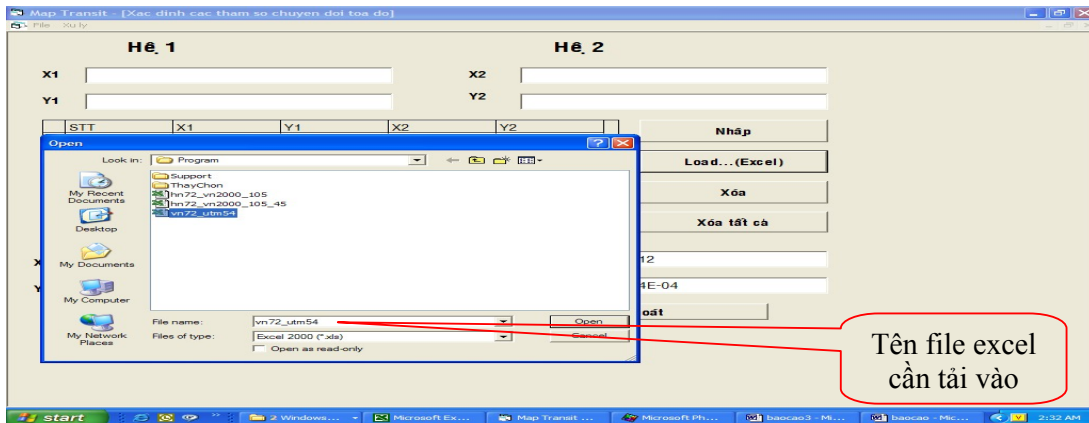 Map Transit - [Xac dinh cac tham so chuyen doi toa do]
File Xu ly
Hệ 1
Hệ 2
X1
X2
Y1
Y2
STT X1 Y1 X2 Y2
Nhập
Open
Look in: Program
Load...(Excel)
My Recent Documents
Support
ThayChon
hn72_vn2000_105
hn72_vn2000_105_45
vn72_utm54
Xóa
Desktop
Xóa tất cả
My Documents
X
12
Y
4E-04
My Computer
oát
My Network Places
File name: vn72_utm54 Open
Files of type: Excel 2000 (*.xls) Cancel
Open as read-only
Tên file excel
cần tải vào
start
2 Windows...
Microsoft Ex...
Map Transit ...
Microsoft Ph...
baocao3 - Mi...
baocao - Mic...
2:32 AM